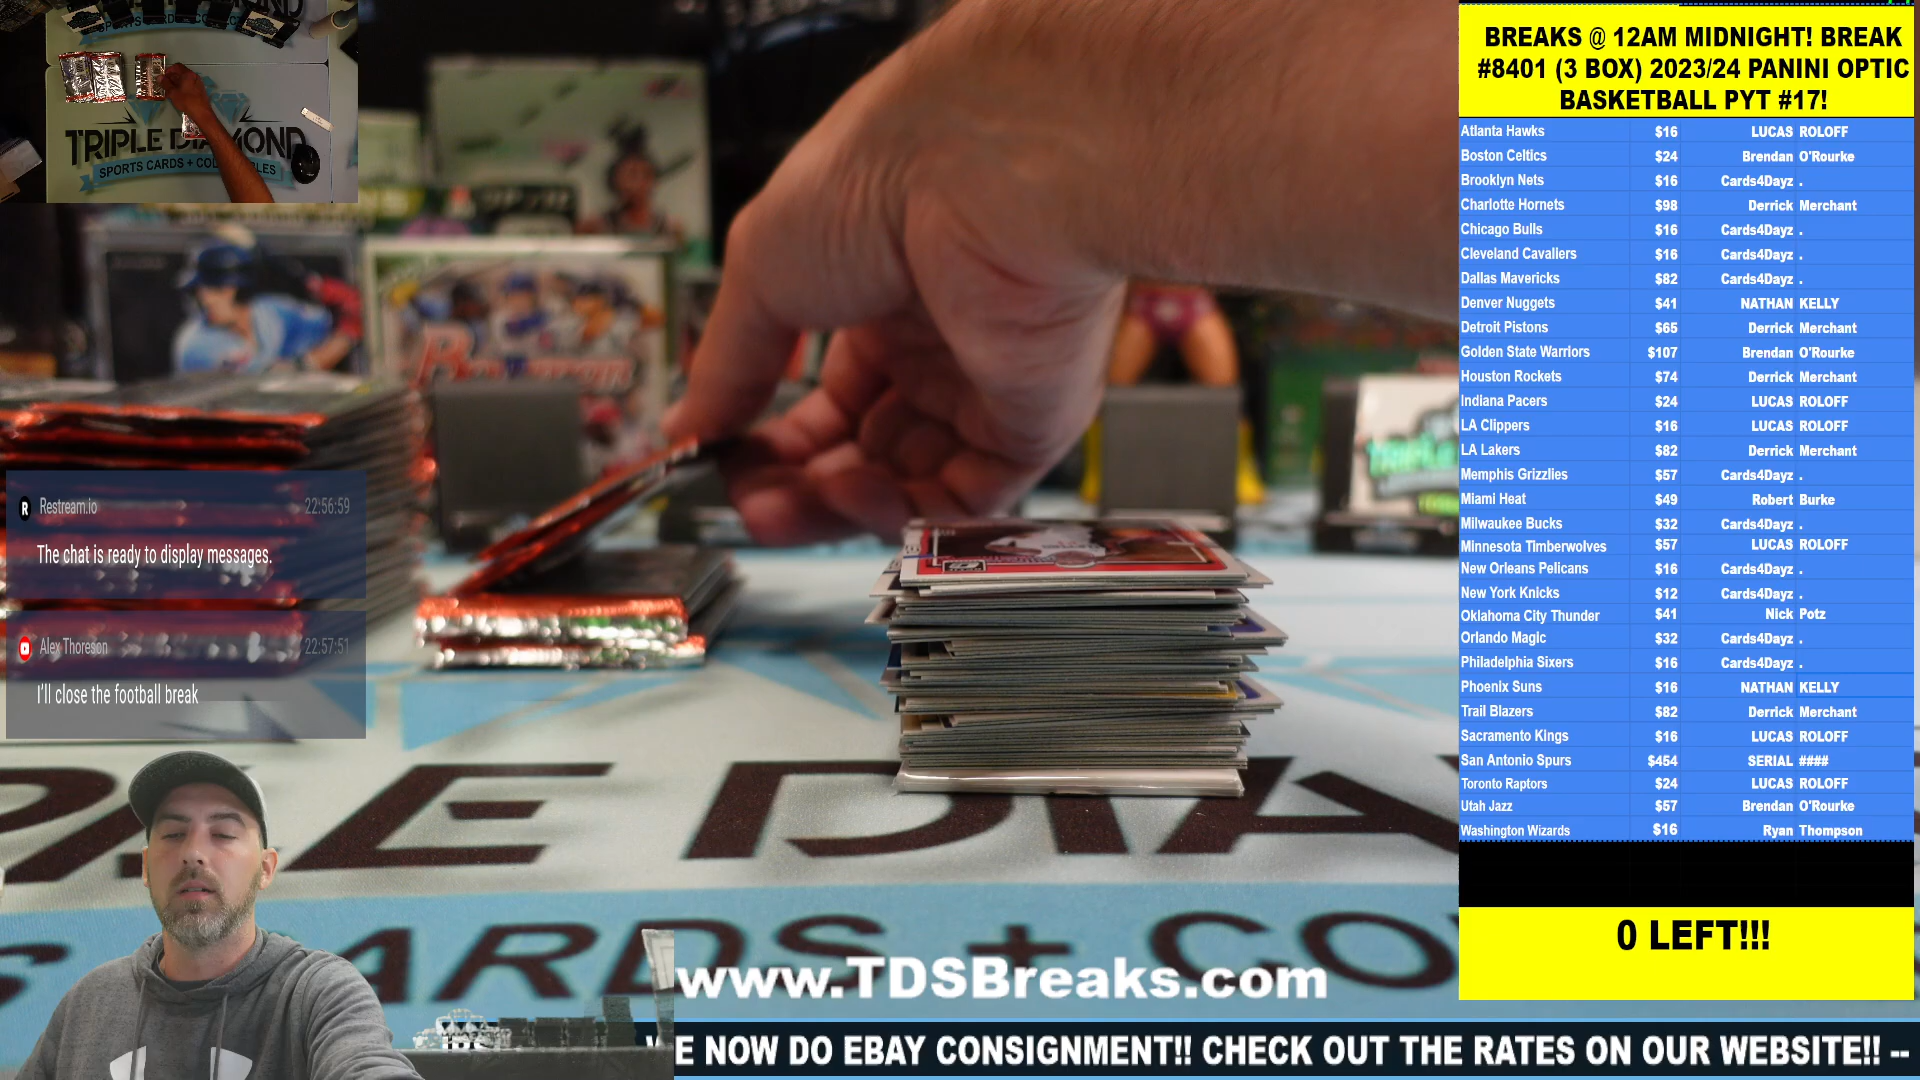 TRIPLE DIAMOND
SPORTS CARDS + COLLECTIBLES
Bowman
R Restream.io 22:56:59
The chat is ready to display messages.
Alex Thoreson 22:57:51
I'll close the football break
BREAKS @ 12AM MIDNIGHT! BREAK
#8401 (3 BOX) 2023/24 PANINI OPTIC
BASKETBALL PYT #17!
Atlanta Hawks $16 LUCAS ROLOFF
Boston Celtics $24 Brendan O'Rourke
Brooklyn Nets $16 Cards4Dayz .
Charlotte Hornets $98 Derrick Merchant
Chicago Bulls $16 Cards4Dayz .
Cleveland Cavallers $16 Cards4Dayz .
Dallas Mavericks $82 Cards4Dayz .
Denver Nuggets $41 NATHAN KELLY
Detroit Pistons $65 Derrick Merchant
Golden State Warriors $107 Brendan O'Rourke
Houston Rockets $74 Derrick Merchant
Indiana Pacers $24 LUCAS ROLOFF
LA Clippers $16 LUCAS ROLOFF
LA Lakers $82 Derrick Merchant
Memphis Grizzlies $57 Cards4Dayz .
Miami Heat $49 Robert Burke
Milwaukee Bucks $32 Cards4Dayz .
Minnesota Timberwolves $57 LUCAS ROLOFF
New Orleans Pelicans $16 Cards4Dayz .
New York Knicks $12 Cards4Dayz .
Oklahoma City Thunder $41 Nick Potz
Orlando Magic $32 Cards4Dayz .
Philadelphia Sixers $16 Cards4Dayz .
Phoenix Suns $16 NATHAN KELLY
Trail Blazers $82 Derrick Merchant
Sacramento Kings $16 LUCAS ROLOFF
San Antonio Spurs $454 SERIAL ####
Toronto Raptors $24 LUCAS ROLOFF
Utah Jazz $57 Brendan O'Rourke
Washington Wizards $16 Ryan Thompson
0 LEFT!!!
PLE DIA
CARDS + CO
www.TDSBreaks.com
E NOW DO EBAY CONSIGNMENT!! CHECK OUT THE RATES ON OUR WEBSITE!! --